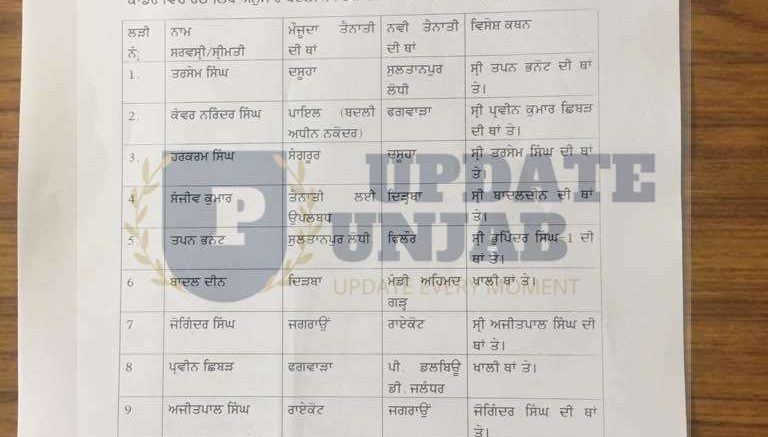 ਲੜੀ ਨੰ. ਨਾਮ ਸਰਵਸ੍ਰੀ/ਸ੍ਰੀਮਤੀ ਮੌਜੂਦਾ ਤੈਨਾਤੀ ਦੀ ਥਾਂ ਨਵੀ ਤੈਨਾਤੀ ਦੀ ਥਾਂ ਵਿਸੇਸ਼ ਕਥਨ
1. ਤਰਸੇਮ ਸਿੰਘ ਦਸੂਹਾ ਸੁਲਤਾਨਪੁਰ ਲੋਧੀ ਸ੍ਰੀ ਤਪਨ ਭਨੋਟ ਦੀ ਥਾਂ ਤੇ।
2. ਕੰਵਰ ਨਰਿੰਦਰ ਸਿੰਘ ਪਾਇਲ (ਬਦਲੀ ਅਧੀਨ ਨਕੋਦਰ) ਫਗਵਾੜਾ ਸ੍ਰੀ ਪ੍ਰਵੀਨ ਕੁਮਾਰ ਛਿਬੜ ਦੀ ਥਾਂ ਤੇ।
3. ਹਰਕਰਮ ਸਿੰਘ ਸੰਗਰੂਰ ਦਸੂਹਾ ਸ੍ਰੀ ਤਰਸੇਮ ਸਿੰਘ ਦੀ ਥਾਂ ਤੇ।
4 ਸੰਜੀਵ ਕੁਮਾਰ ਤੈਨਾਤੀ ਲਈ ਉਪਲਬਧ ਦਿੜ੍ਹਬਾ ਸ੍ਰੀ ਬਾਦਲਦੀਨ ਦੀ ਥਾਂ ਤੇ।
5. ਤਪਨ ਭਨੋਟ ਸੁਲਤਾਨਪੁਰ ਲੋਧੀ ਫਿਲੌਰ ਸ੍ਰੀ ਭੁਪਿੰਦਰ ਸਿੰਘ-1 ਦੀ ਥਾਂ ਤੇ।
6 ਬਾਦਲ ਦੀਨ ਦਿੜਬਾ ਮੰਡੀ ਅਹਿਮਦ ਗੜ੍ਹ ਖਾਲੀ ਥਾਂ ਤੇ।
7 ਜੋਗਿੰਦਰ ਸਿੰਘ ਜਗਰਾਉਂ ਰਾਏਕੋਟ ਸ੍ਰੀ ਅਜੀਤਪਾਲ ਸਿੰਘ ਦੀ ਥਾਂ ਤੇ।
8 ਪ੍ਰਵੀਨ ਛਿਬੜ ਫਗਵਾੜਾ ਪੀ. ਡਲਬਿਊ ਡੀ. ਜਲੰਧਰ ਖਾਲੀ ਥਾਂ ਤੇ।
9 ਅਜੀਤਪਾਲ ਸਿੰਘ ਰਾਏਕੋਟ ਜਗਰਾਉਂ ਜੋਗਿੰਦਰ ਸਿੰਘ ਦੀ ਥਾਂ ਤੇ।
P
UPDATE
PUNJAB
UPDATE EVERY MOMENT